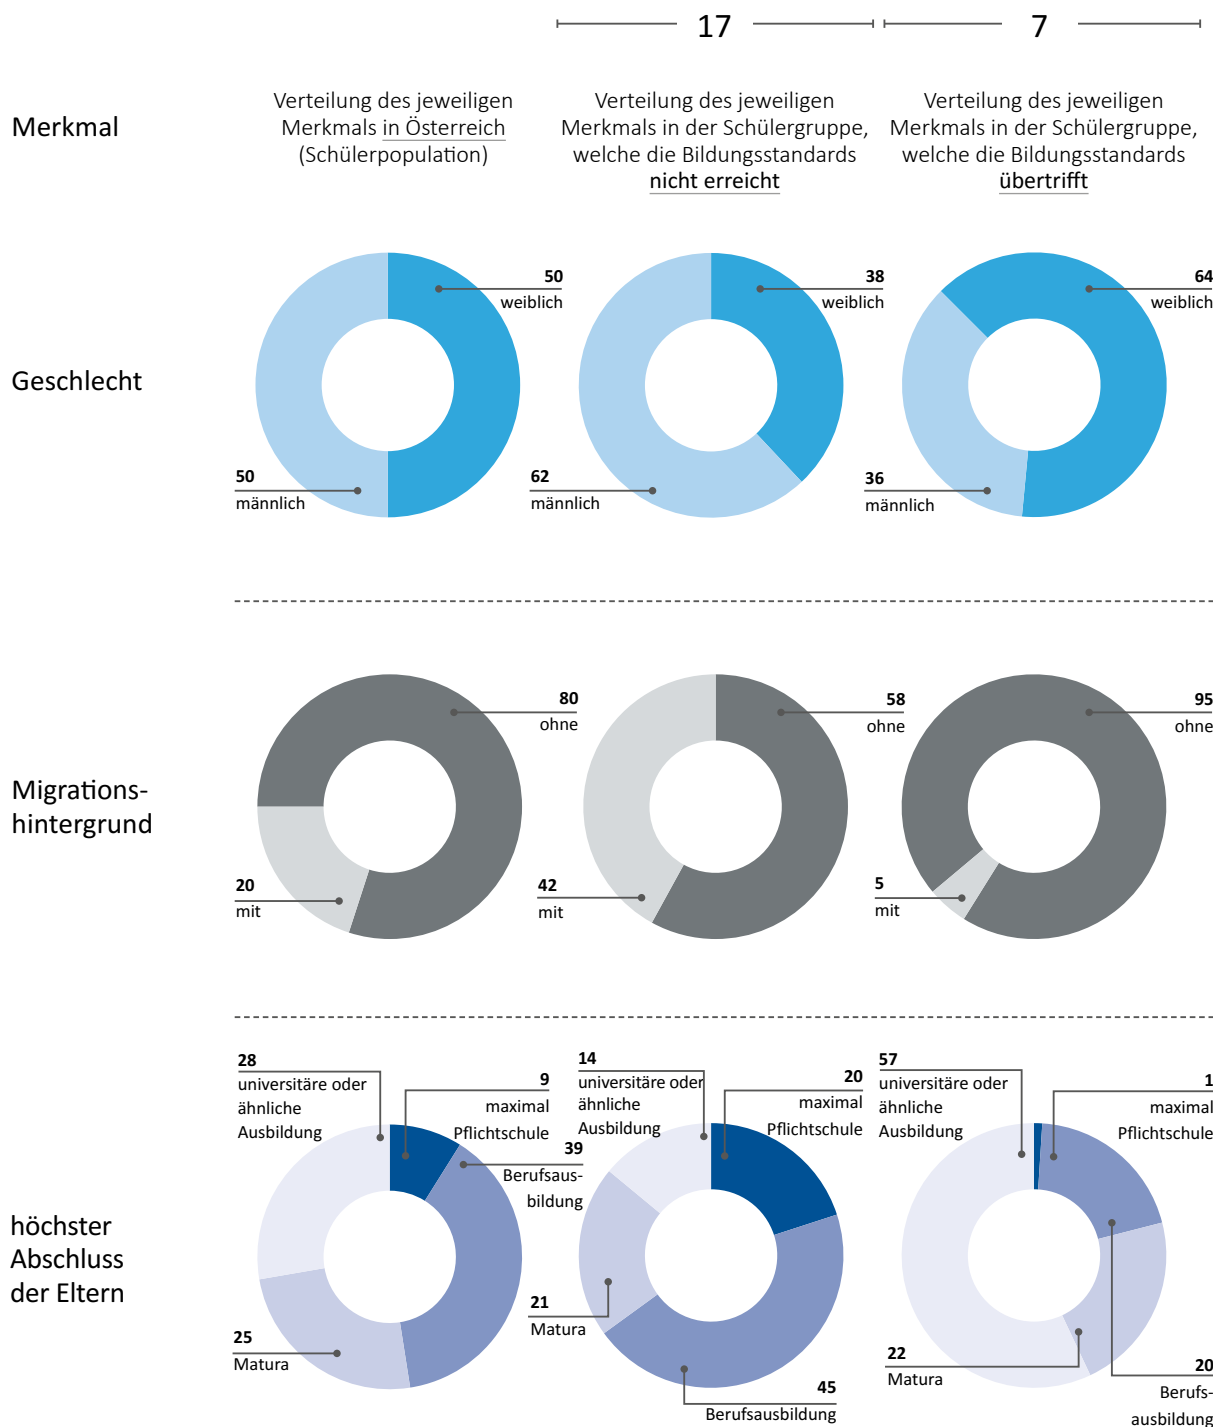 17
7
Merkmal
Verteilung des jeweiligen
Merkmals in Österreich
(Schülerpopulation)
Verteilung des jeweiligen
Merkmals in der Schülergruppe,
welche die Bildungsstandards
nicht erreicht
Verteilung des jeweiligen
Merkmals in der Schülergruppe,
welche die Bildungsstandards
übertrifft
Geschlecht
50
weiblich
50
männlich
38
weiblich
62
männlich
64
weiblich
36
männlich
Migrations-
hintergrund
80
ohne
20
mit
58
ohne
42
mit
95
ohne
5
mit
höchster
Abschluss
der Eltern
28
universitäre oder
ähnliche
Ausbildung
9
maximal
Pflichtschule
39
Berufsaus-
bildung
25
Matura
14
universitäre oder
ähnliche
Ausbildung
20
maximal
Pflichtschule
21
Matura
45
Berufsausbildung
57
universitäre oder
ähnliche
Ausbildung
1
maximal
Pflichtschule
22
Matura
20
Berufs-
ausbildung